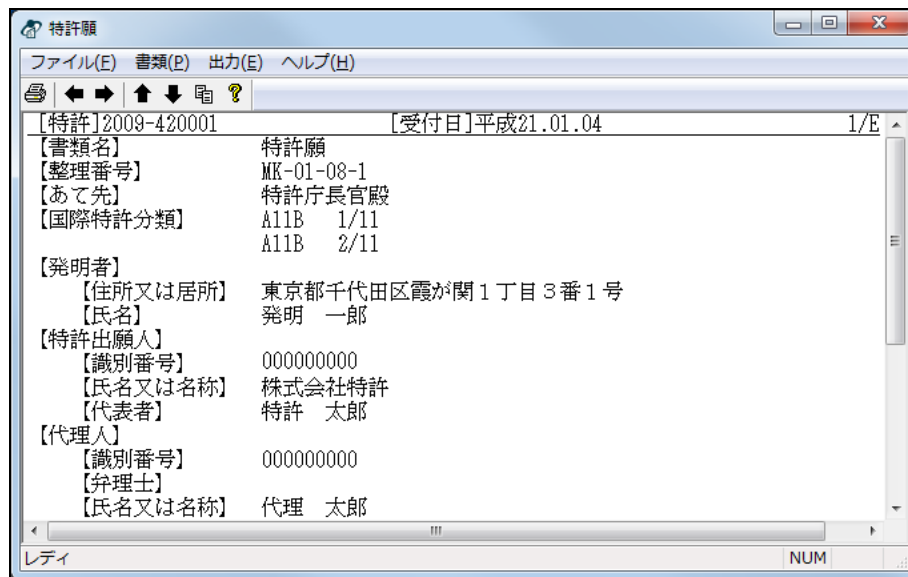 特許願
ファイル(F) 書類(P) 出力(E) ヘルプ(H)
[特許]2009-420001 [受付日]平成21.01.04 1/E
【書類名】 特許願
【整理番号】 MK-01-08-1
【あて先】 特許庁長官殿
【国際特許分類】 A11B 1/11
A11B 2/11
【発明者】
【住所又は居所】 東京都千代田区霞が関1丁目3番1号
【氏名】 発明 一郎
【特許出願人】
【識別番号】 000000000
【氏名又は名称】 株式会社特許
【代表者】 特許 太郎
【代理人】
【識別番号】 000000000
【弁理士】
【氏名又は名称】 代理 太郎
レディ NUM